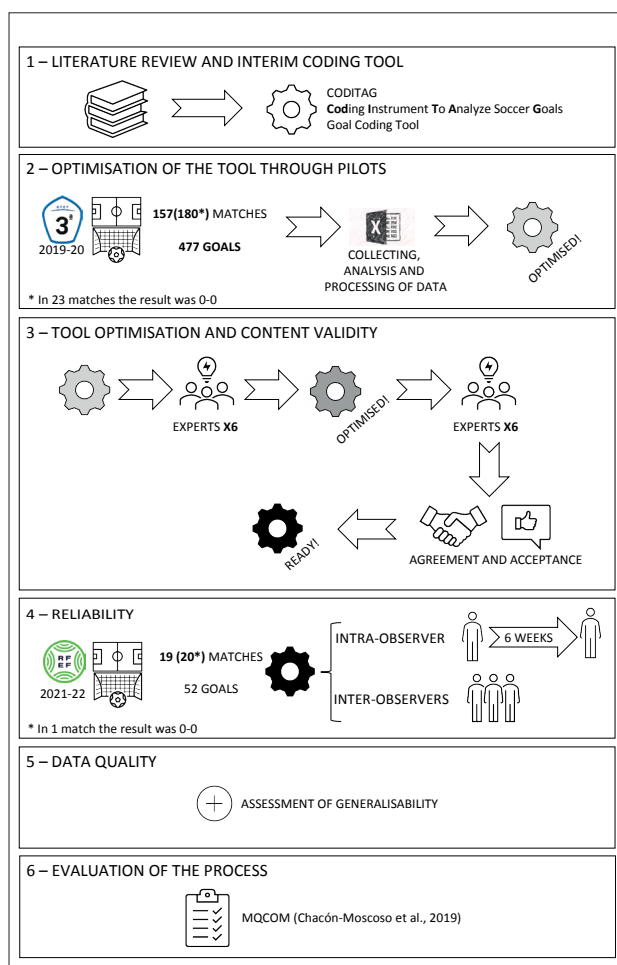 1 – LITERATURE REVIEW AND INTERIM CODING TOOL
CODITAG
Coding Instrument To Analyze Soccer Goals
Goal Coding Tool
2 – OPTIMISATION OF THE TOOL THROUGH PILOTS
3ª
2019-20
157(180*) MATCHES
477 GOALS
X
COLLECTING,
ANALYSIS AND
PROCESSING OF DATA
OPTIMISED!
* In 23 matches the result was 0-0
3 – TOOL OPTIMISATION AND CONTENT VALIDITY
EXPERTS X6
OPTIMISED!
EXPERTS X6
READY!
AGREEMENT AND ACCEPTANCE
4 – RELIABILITY
RF
EF
2021-22
19 (20*) MATCHES
52 GOALS
INTRA-OBSERVER
6 WEEKS
INTER-OBSERVERS
* In 1 match the result was 0-0
5 – DATA QUALITY
ASSESSMENT OF GENERALISABILITY
6 – EVALUATION OF THE PROCESS
MQCOM (Chacón-Moscoso et al., 2019)